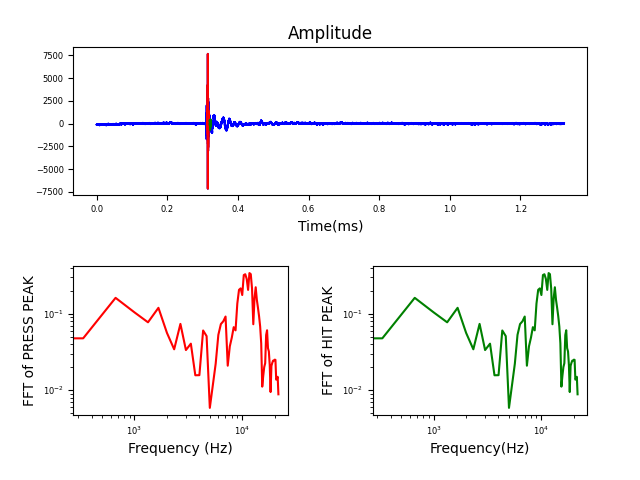 Amplitude
7500
5000
2500
0
−2500
−5000
−7500
0.0 0.2 0.4 0.6 0.8 1.0 1.2
Time(ms)
FFT of PRESS PEAK
10⁻¹
10⁻²
10³ 10⁴
Frequency (Hz)
FFT of HIT PEAK
10⁻¹
10⁻²
10³ 10⁴
Frequency(Hz)